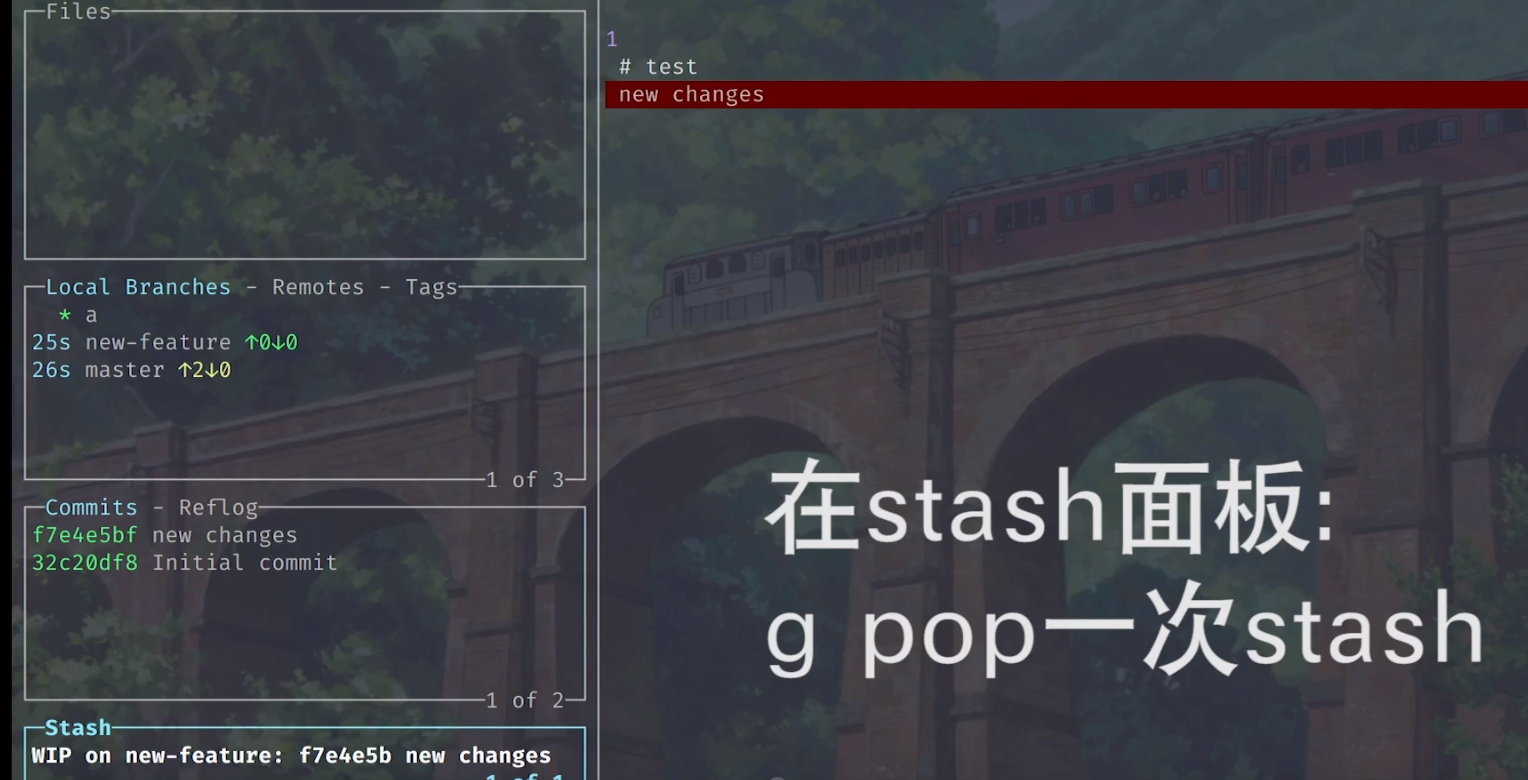 Files
Local Branches - Remotes - Tags
* a
25s new-feature ↑0↓0
26s master ↑2↓0
1 of 3
Commits - Reflog
f7e4e5bf new changes
32c20df8 Initial commit
1 of 2
Stash
WIP on new-feature: f7e4e5b new changes
1 of 1
1
# test
new changes
在stash面板:
g pop一次stash